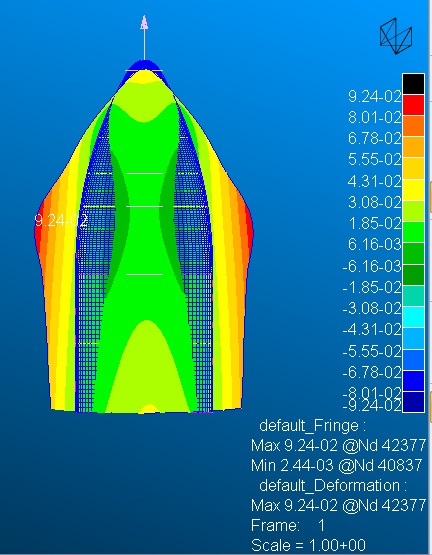 9.24-02
8.01-02
6.78-02
5.55-02
4.31-02
3.08-02
1.85-02
6.16-03
-6.16-03
-1.85-02
-3.08-02
-4.31-02
-5.55-02
-6.78-02
-8.01-02
-9.24-02
9.24-02
default_Fringe :
Max 9.24-02 @Nd 42377
Min 2.44-03 @Nd 40837
default_Deformation :
Max 9.24-02 @Nd 42377
Frame: 1
Scale = 1.00+00